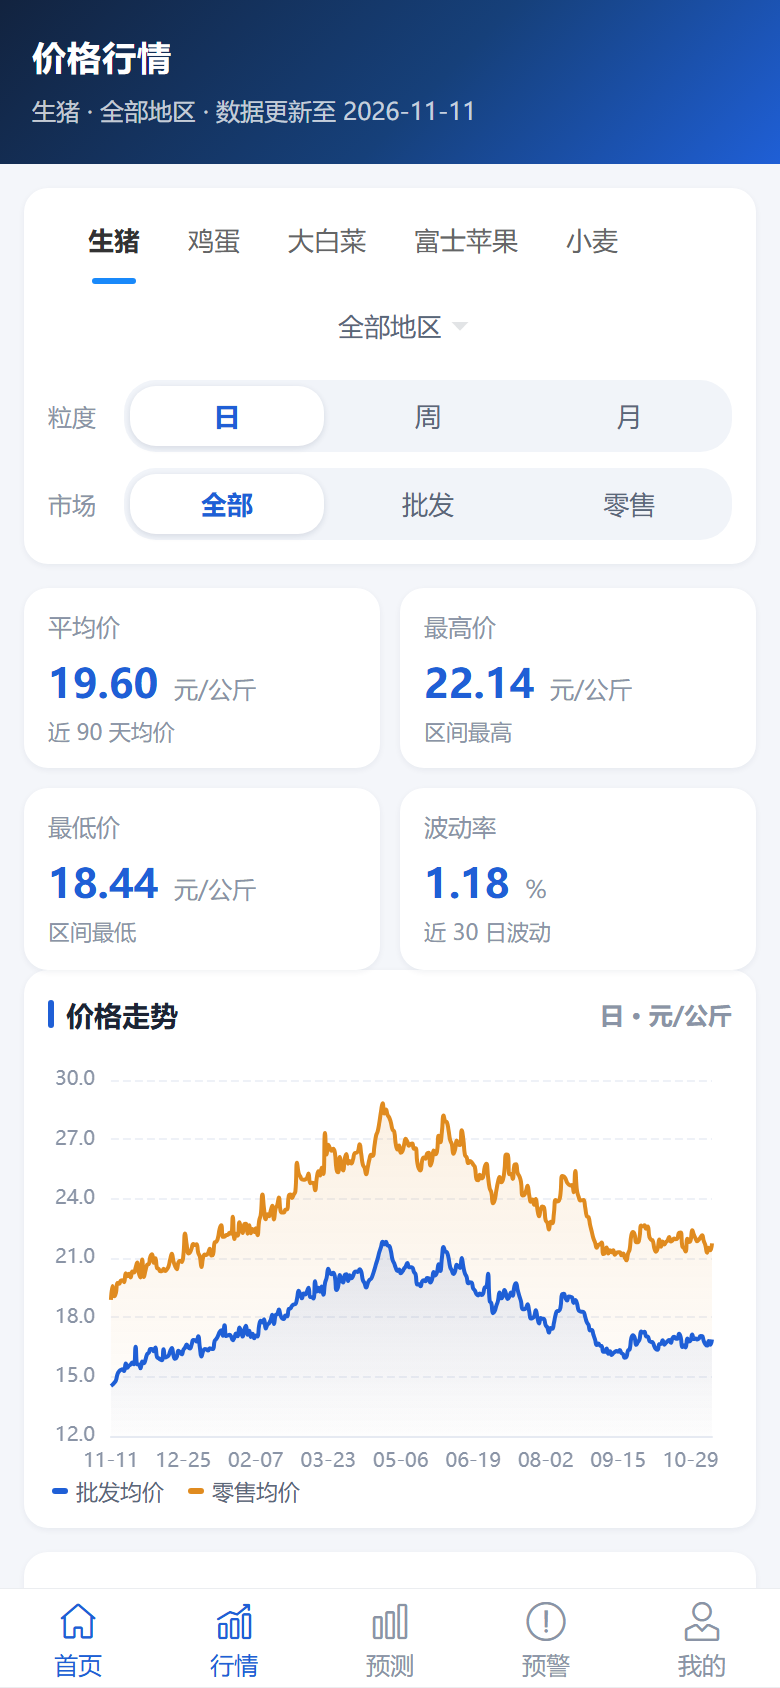 价格行情
生猪 · 全部地区 · 数据更新至 2026-11-11
生猪 鸡蛋 大白菜 富士苹果 小麦
全部地区
粒度 日 周 月
市场 全部 批发 零售
平均价
19.60 元/公斤
近 90 天均价
最高价
22.14 元/公斤
区间最高
最低价
18.44 元/公斤
区间最低
波动率
1.18 %
近 30 日波动
价格走势
日 · 元/公斤
30.0
27.0
24.0
21.0
18.0
15.0
12.0
11-11 12-25 02-07 03-23 05-06 06-19 08-02 09-15 10-29
批发均价 零售均价
首页 行情 预测 预警 我的